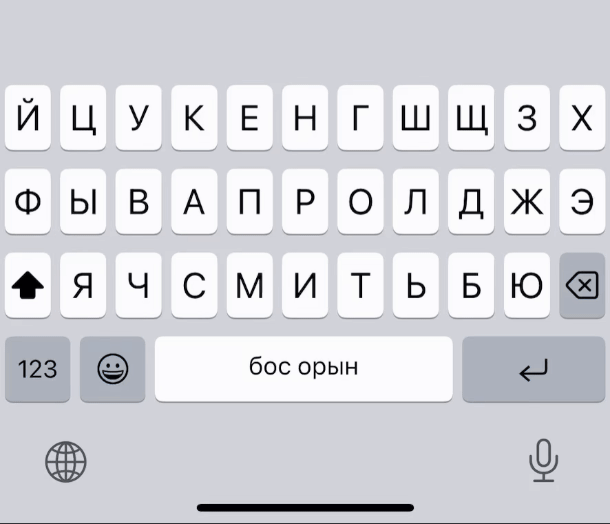 Й Ц У К Е Н Г Ш Щ З Х
Ф Ы В А П Р О Л Д Ж Э
Я Ч С М И Т Ь Б Ю
123 бос орын